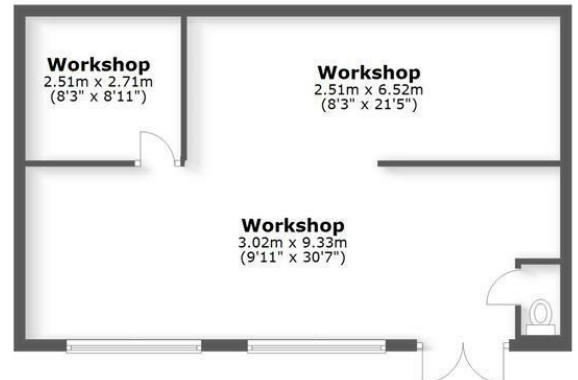 Workshop
2.51m x 2.71m
(8'3" x 8'11")
Workshop
2.51m x 6.52m
(8'3" x 21'5")
Workshop
3.02m x 9.33m
(9'11" x 30'7")